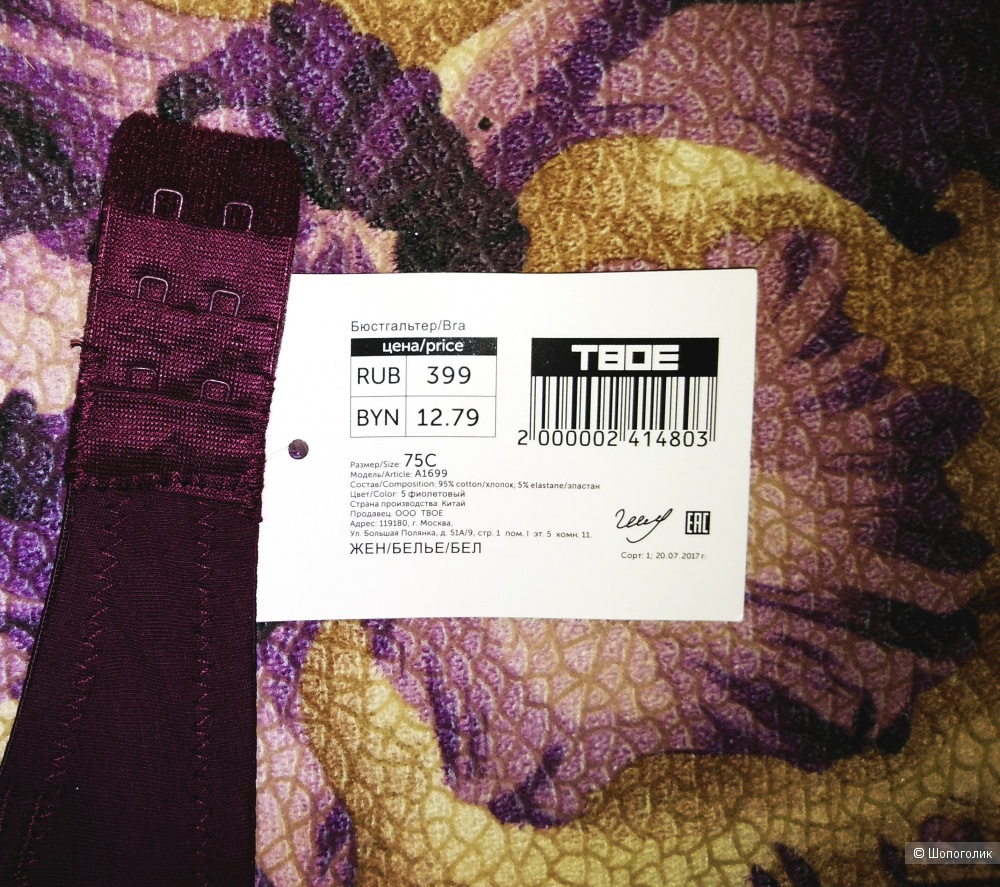 Бюстгальтер/Bra
цена/price
RUB 399
BYN 12.79
ТВОЕ
2 000002 414803
Размер/Size: 75C
Модель/Article: A1699
Состав/Composition: 95% cotton/хлопок; 5% elastane/эластан
Цвет/Color: 5 фиолетовый
Страна производства: Китай
Продавец: ООО ТВОЕ
Адрес: 119180, г. Москва,
Ул. Большая Полянка, д. 51А/9, стр. 1 пом. I эт. 5 комн. 11.
ЖЕН/БЕЛЬЕ/БЕЛ
EAC
Сорт: 1; 20.07.2017 г.
© Шопоголик